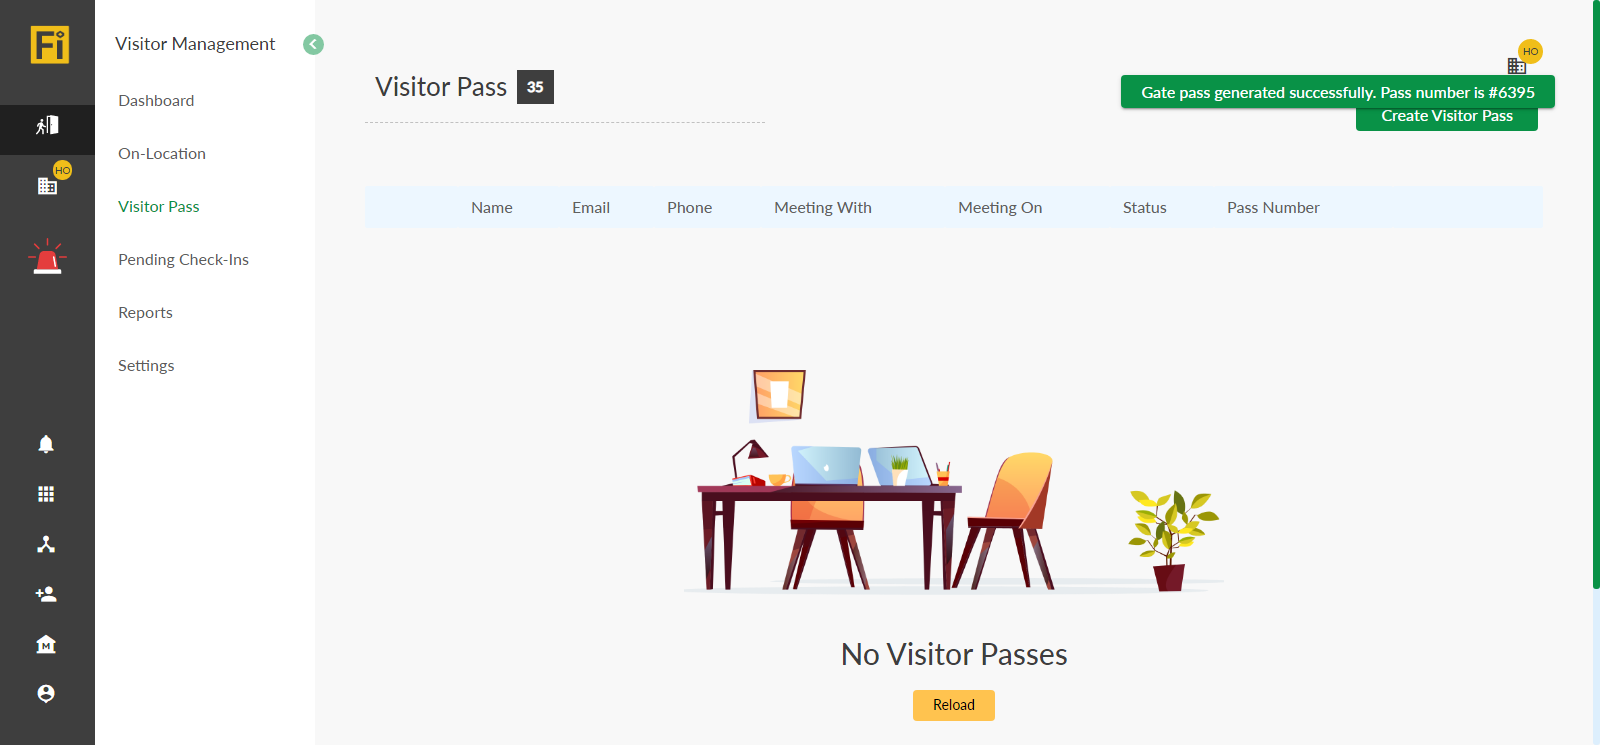 Fi
Visitor Management
HO
Visitor Pass 35
Gate pass generated successfully. Pass number is #6395
Create Visitor Pass
Dashboard
On-Location
HO
Visitor Pass
Pending Check-Ins
Reports
Settings
Name Email Phone Meeting With Meeting On Status Pass Number
M
No Visitor Passes
Reload